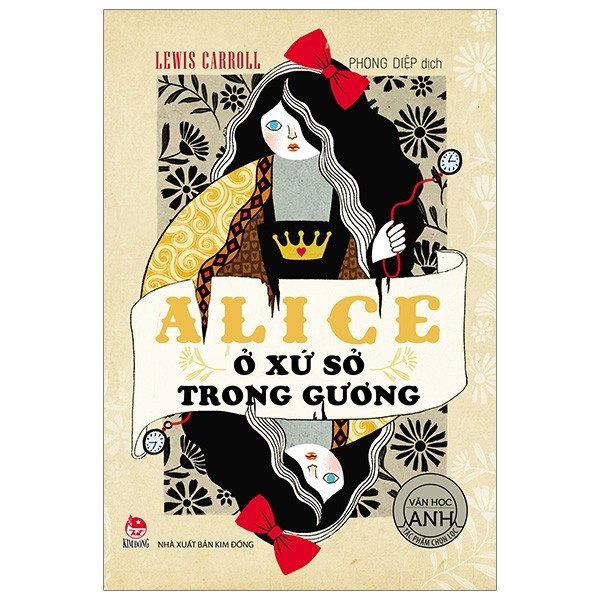 LEWIS CARROLL
PHONG DIỆP dịch
ALICE
Ở XỨ SỞ
TRONG GƯƠNG
VĂN HỌC
ANH
TÁC PHẨM CHỌN LỌC
KIM ĐỒNG
NHÀ XUẤT BẢN KIM ĐỒNG